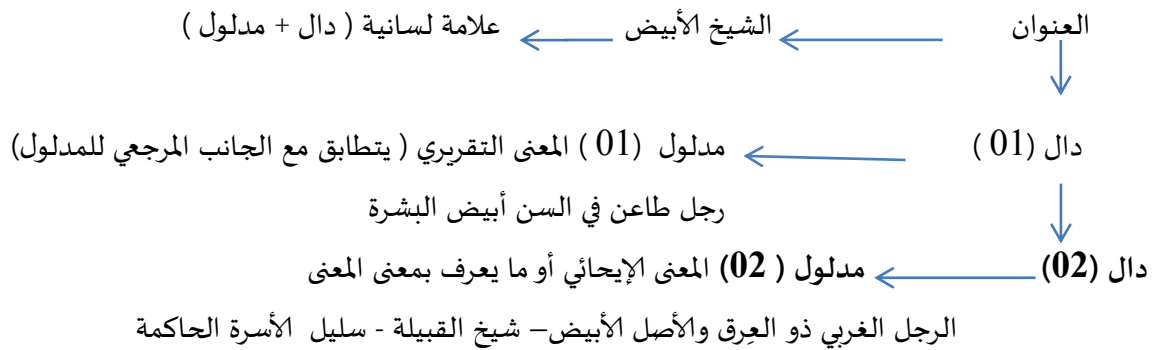 العنوان الشيخ الأبيض علامة لسانية ( دال + مدلول )
دال (01 ) مدلول (01 ) المعنى التقريري ( يتطابق مع الجانب المرجعي للمدلول)
رجل طاعن في السن أبيض البشرة
دال (02) مدلول ( 02) المعنى الإيحائي أو ما يعرف بمعنى المعنى
الرجل الغربي ذو العِرق والأصل الأبيض– شيخ القبيلة - سليل الأسرة الحاكمة